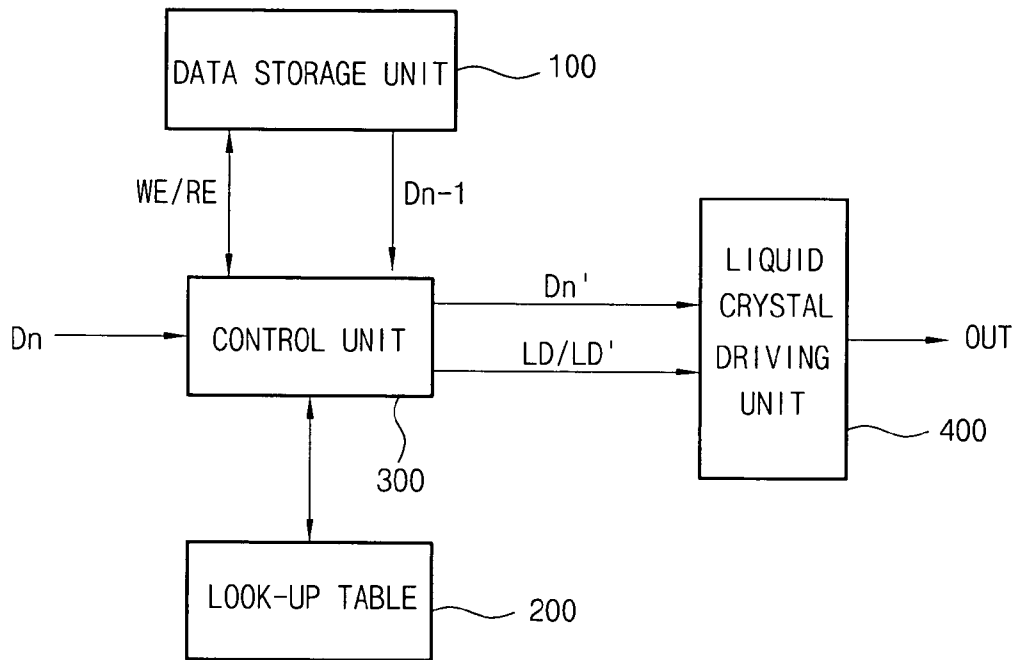 DATA STORAGE UNIT
100
WE/RE
Dn-1
Dn
CONTROL UNIT
300
Dn'
LD/LD'
LIQUID
CRYSTAL
DRIVING
UNIT
400
OUT
LOOK-UP TABLE
200